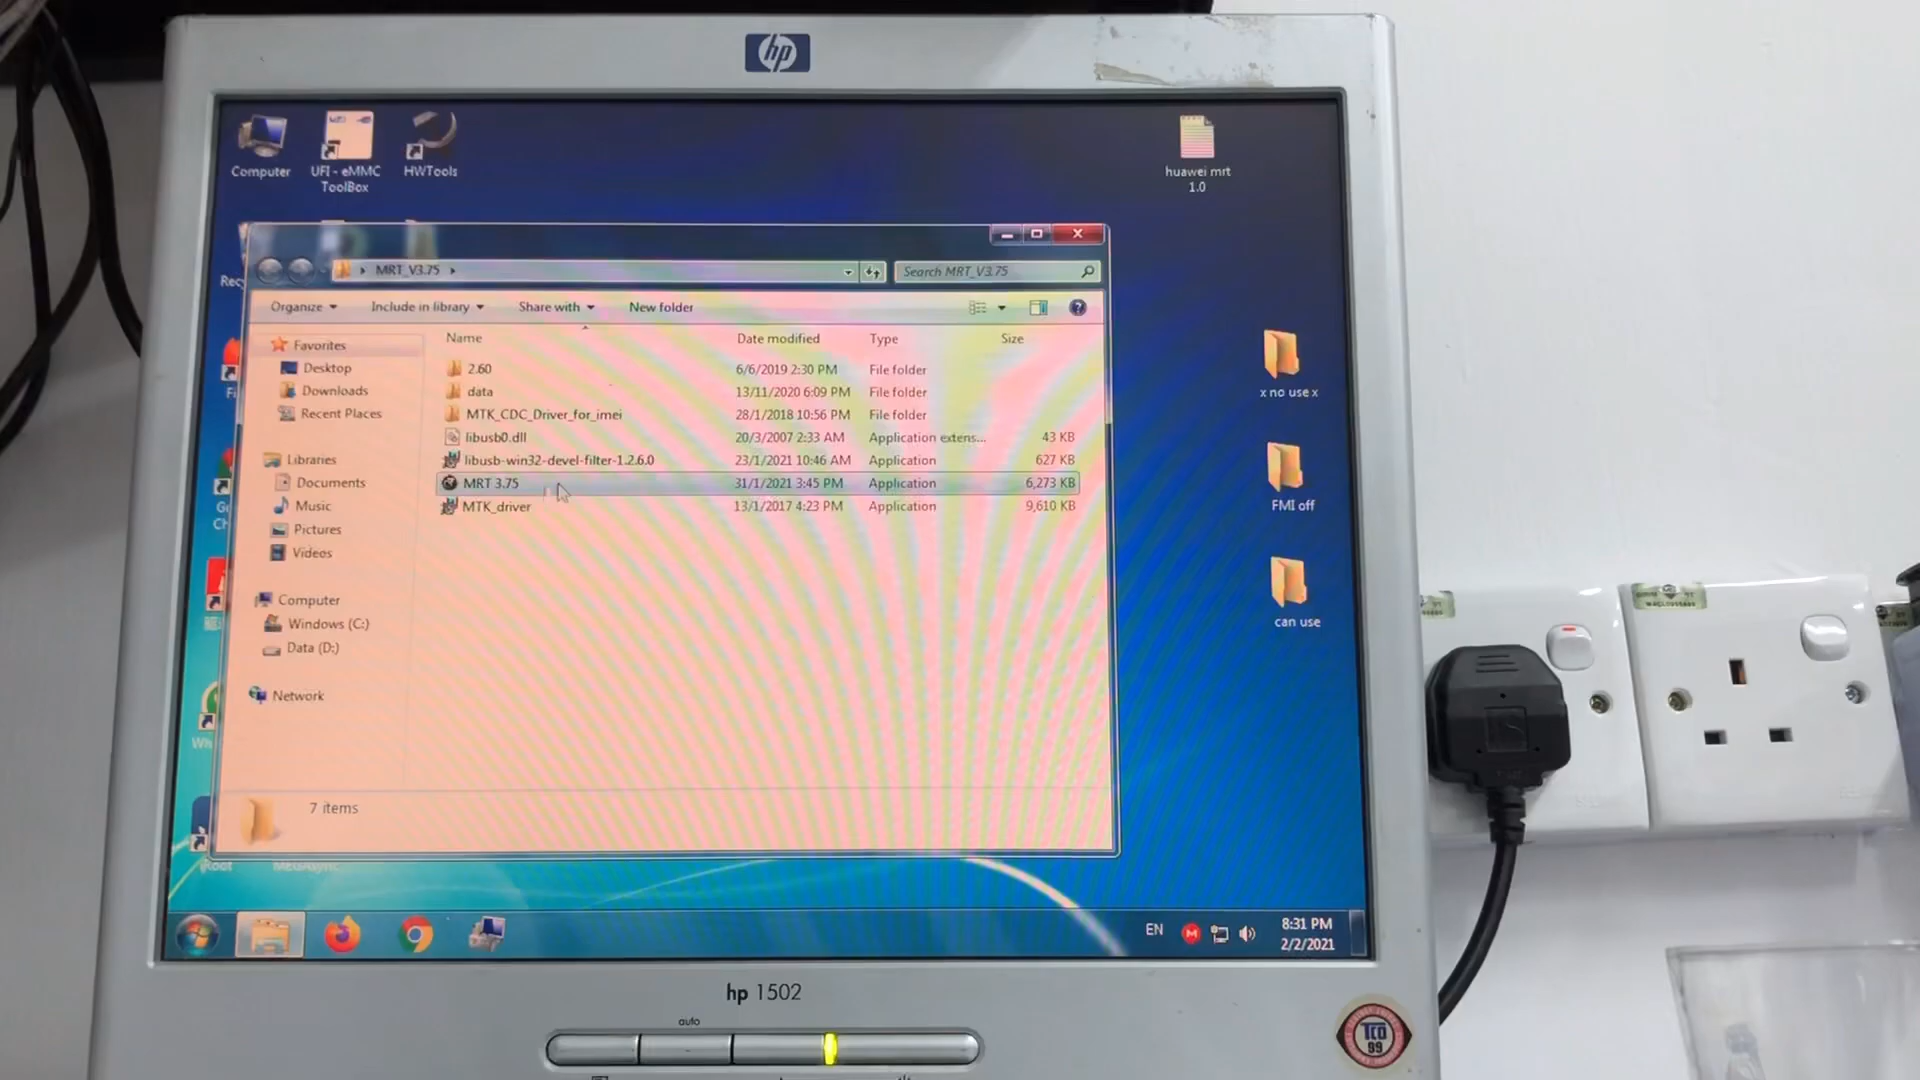 hp
Computer
UFI - eMMC
ToolBox
HWTools
huawei mrt
1.0
MRT_V3.75
Search MRT_V3.75
Organize
Include in library
Share with
New folder
Name
Date modified
Type
Size
Favorites
Desktop
Downloads
Recent Places
Libraries
Documents
Music
Pictures
Videos
Computer
Windows (C:)
Data (D:)
Network
2.60 6/6/2019 2:30 PM File folder
data 13/11/2020 6:09 PM File folder
MTK_CDC_Driver_for_imei 28/1/2018 10:56 PM File folder
libusb0.dll 20/3/2007 2:33 AM Application extens... 43 KB
libusb-win32-devel-filter-1.2.6.0 23/1/2021 10:46 AM Application 627 KB
MRT 3.75 31/1/2021 3:45 PM Application 6,273 KB
MTK_driver 13/1/2017 4:23 PM Application 9,610 KB
7 items
x no use x
FMI off
can use
iRoot
MEGAsync
EN
8:31 PM
2/2/2021
hp 1502
auto
TCO
99